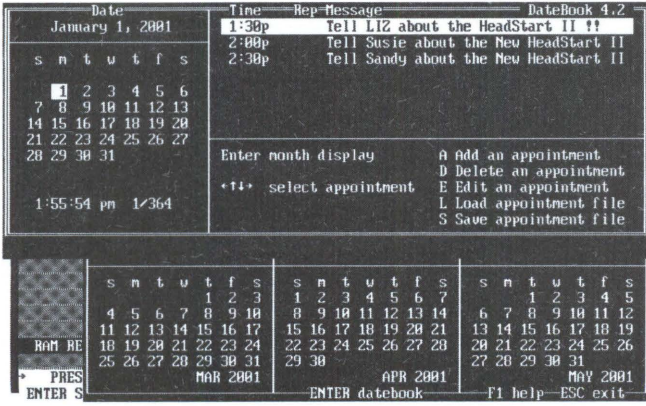 Date
January 1, 2001
s m t w t f s
1 2 3 4 5 6
7 8 9 10 11 12 13
14 15 16 17 18 19 20
21 22 23 24 25 26 27
28 29 30 31
1:55:54 pm 1/364
Time Rep Message DateBook 4.2
1:30p Tell LIZ about the HeadStart II !!
2:00p Tell Susie about the New HeadStart II
2:30p Tell Sandy about the New HeadStart II
Enter month display
←↑↓→ select appointment
A Add an appointment
D Delete an appointment
E Edit an appointment
L Load appointment file
S Save appointment file
RAM RE
→ PRES
ENTER S
s m t w t f s
1 2 3
4 5 6 7 8 9 10
11 12 13 14 15 16 17
18 19 20 21 22 23 24
25 26 27 28 29 30 31
MAR 2001
s m t w t f s
1 2 3 4 5 6 7
8 9 10 11 12 13 14
15 16 17 18 19 20 21
22 23 24 25 26 27 28
29 30
APR 2001
s m t w t f s
1 2 3 4 5
6 7 8 9 10 11 12
13 14 15 16 17 18 19
20 21 22 23 24 25 26
27 28 29 30 31
MAY 2001
ENTER datebook F1 help ESC exit